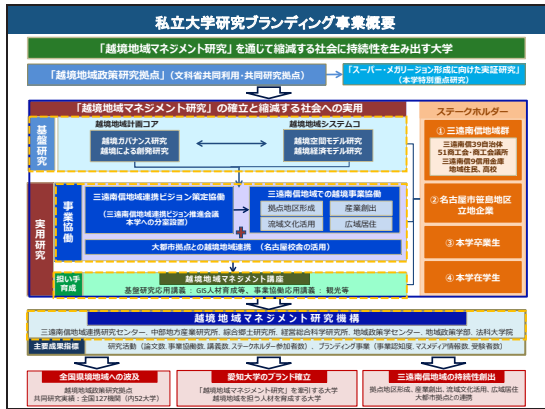 私立大学研究ブランディング事業概要
「越境地域マネジメント研究」を通じて縮減する社会に持続性を生み出す大学
「越境地域政策研究拠点」（文科省共同利用・共同研究拠点）
「スーパー・メガリージョン形成に向けた実証研究」
（本学特別重点研究）
「越境地域マネジメント研究」の確立と縮減する社会への実用
基盤研究
越境地域計画コア
越境ガバナンス研究
越境による創発研究
越境地域システムコ
越境空間モデル研究
越境経済モデル研究
実用研究
事業協働
三遠南信地域連携ビジョン策定協働
（三遠南信地域連携ビジョン推進会議
本学への分室設置）
三遠南信地域での越境事業協働
拠点地区形成
産業創出
流域文化活用
広域居住
大都市拠点との越境地域連携　（名古屋校舎の活用）
担い手
育成
越境地域マネジメント講座
基盤研究応用講義：GIS人材育成等、事業協働応用講義：観光等
ステークホルダー
① 三遠南信地域群
三遠南信39自治体
51商工会・商工会議所
三遠南信9信用金庫
地域住民、高校
②名古屋市笹島地区
立地企業
③ 本学卒業生
④ 本学在学生
越境地域マネジメント研究機構
三遠南信地域連携研究センター、中部地方産業研究所、綜合郷土研究所、経営総合科学研究所、地域政策学センター、地域政策学部、法科大学院
主要成果指標
研究活動（論文数、事業協働数、講義数、ステークホルダー参加者数）、ブランディング事業（事業認知度、マスメディア情報数、受験者数）
全国県境地域への波及
越境地域政策研究拠点
共同研究実績：全国127機関（内52大学）
愛知大学のブランド確立
「越境地域マネジメント研究」を牽引する大学
越境地域を担う人材を育成する大学
三遠南信地域の持続性創出
拠点地区形成、産業創出、流域文化活用、広域居住
大都市拠点との連携